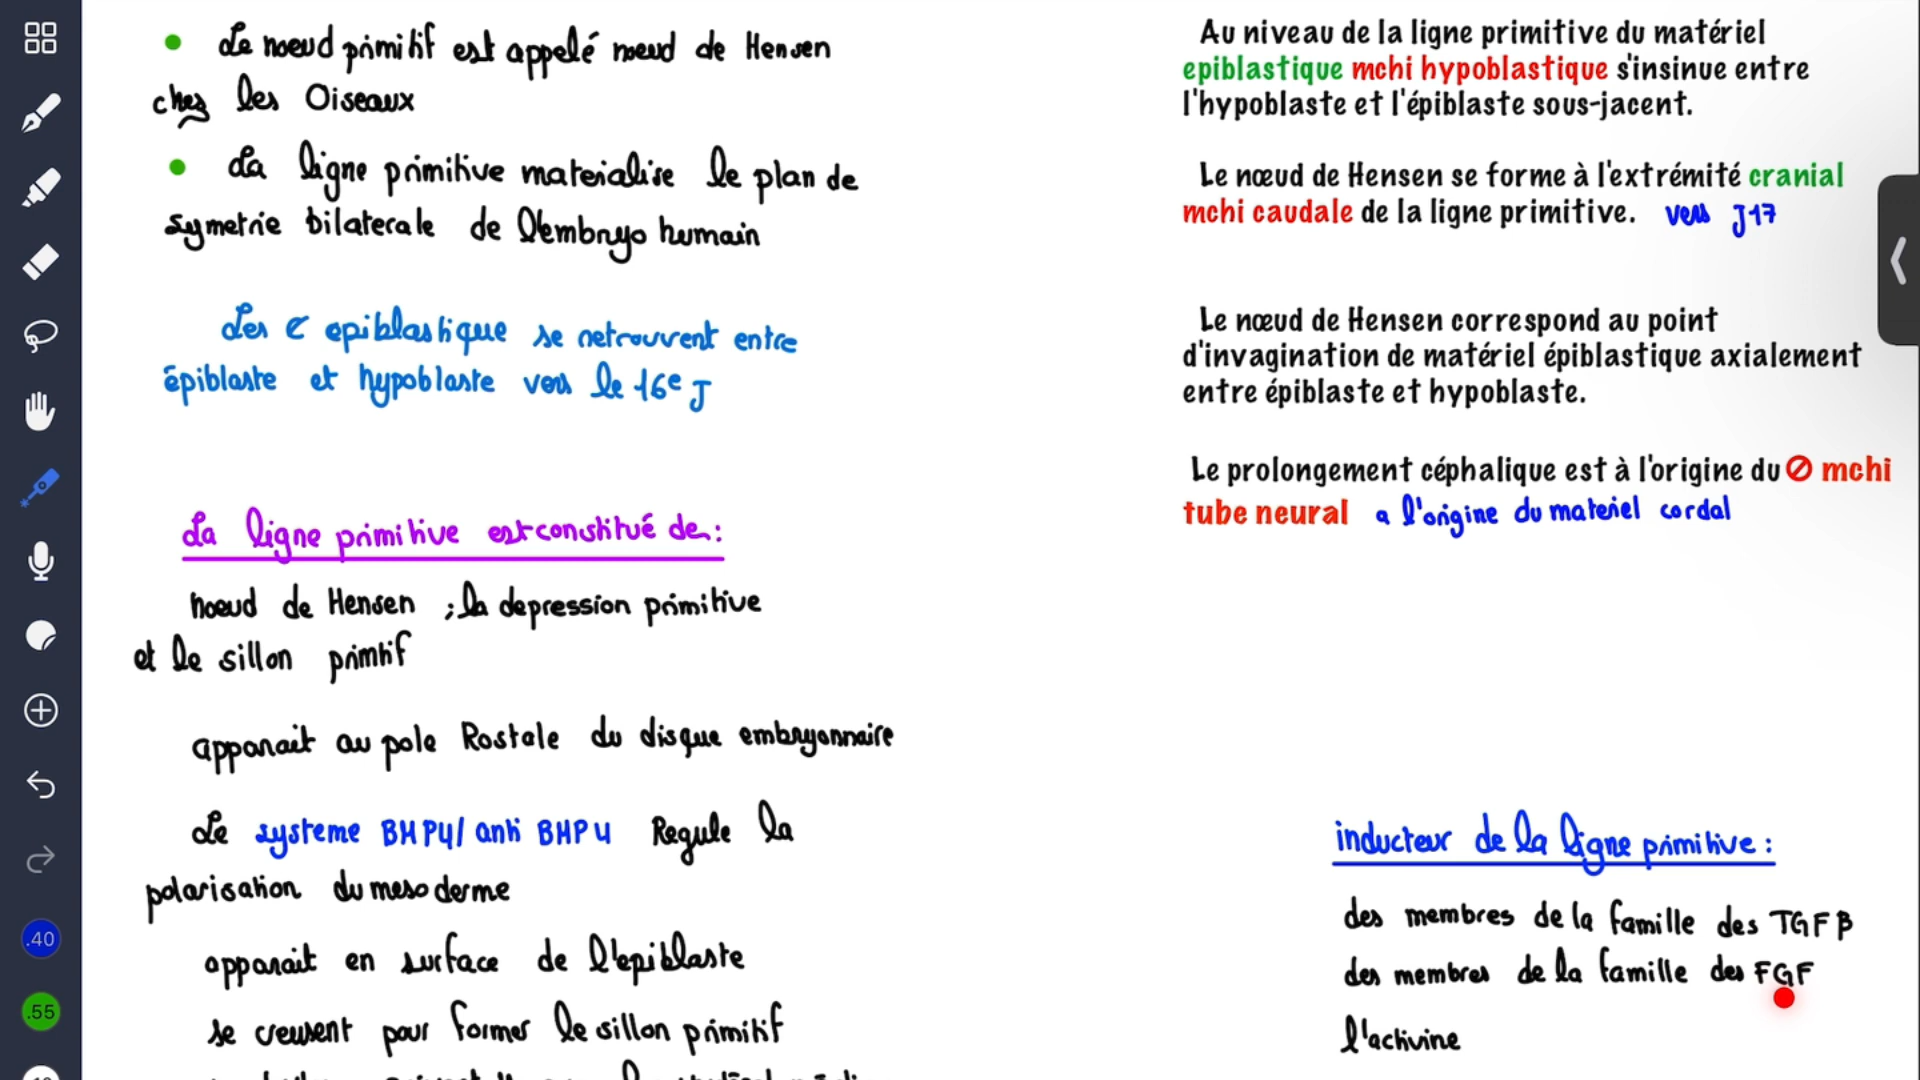 Le noeud primitif est appelé noeud de Hensen
chez les Oiseaux
La ligne primitive materialise le plan de
symetrie bilaterale de l'embryo humain
Les C epiblastique se retrouvent entre
épiblaste et hypoblaste vers le 16e J
La ligne primitive est constitué de :
noeud de Hensen ; la depression primitive
et le sillon primtif
apparait au pole Rostale du disque embryonnaire
Le systeme BMP4/ anti BMP4 Regule la
polarisation du mesoderme
apparait en surface de l'epiblaste
se creusent pour former le sillon primitif
Au niveau de la ligne primitive du matériel
epiblastique mchi hypoblastique s'insinue entre
l'hypoblaste et l'épiblaste sous-jacent.
Le nœud de Hensen se forme à l'extrémité cranial
mchi caudale de la ligne primitive. vers J17
Le nœud de Hensen correspond au point
d'invagination de matériel épiblastique axialement
entre épiblaste et hypoblaste.
Le prolongement céphalique est à l'origine du mchi
tube neural a l'origine du materiel cordal
inducteur de la ligne primitive :
des membres de la famille des TGF β
des membres de la famille des FGF
l'activine
.40
.55